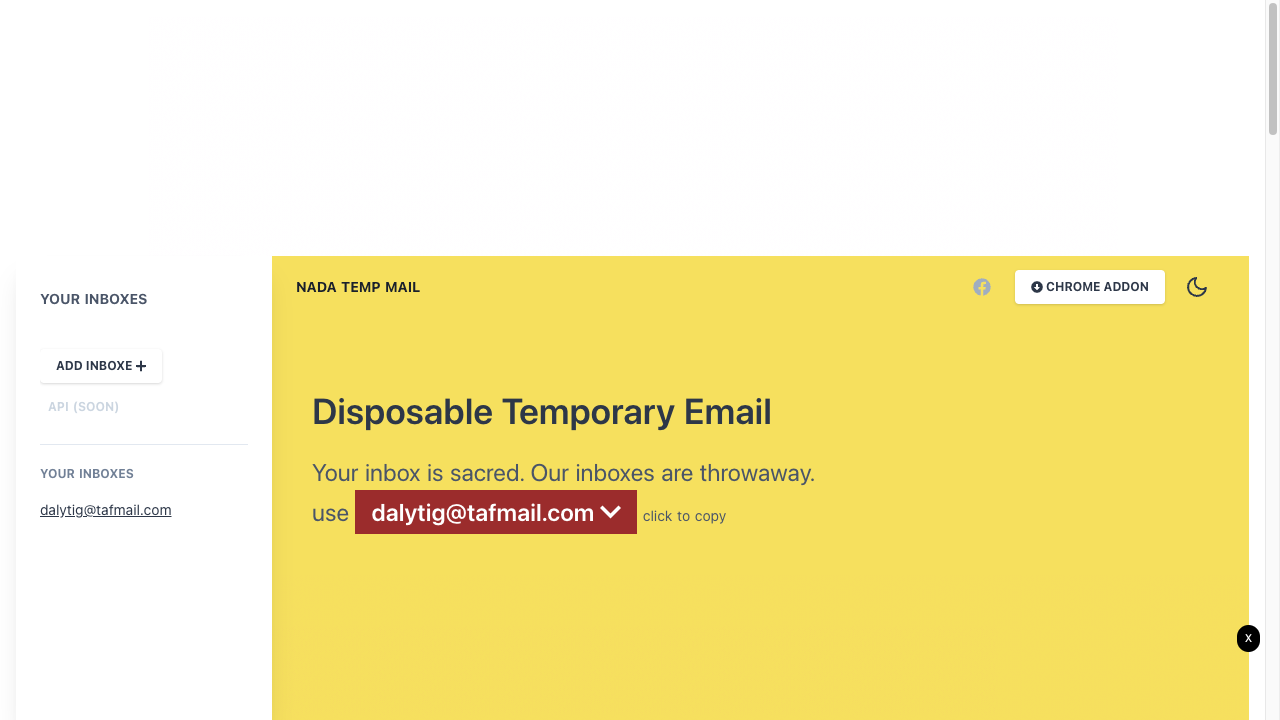 YOUR INBOXES
ADD INBOXE
API (SOON)
YOUR INBOXES
dalytig@tafmail.com
NADA TEMP MAIL
CHROME ADDON
Disposable Temporary Email
Your inbox is sacred. Our inboxes are throwaway.
use dalytig@tafmail.com click to copy
x